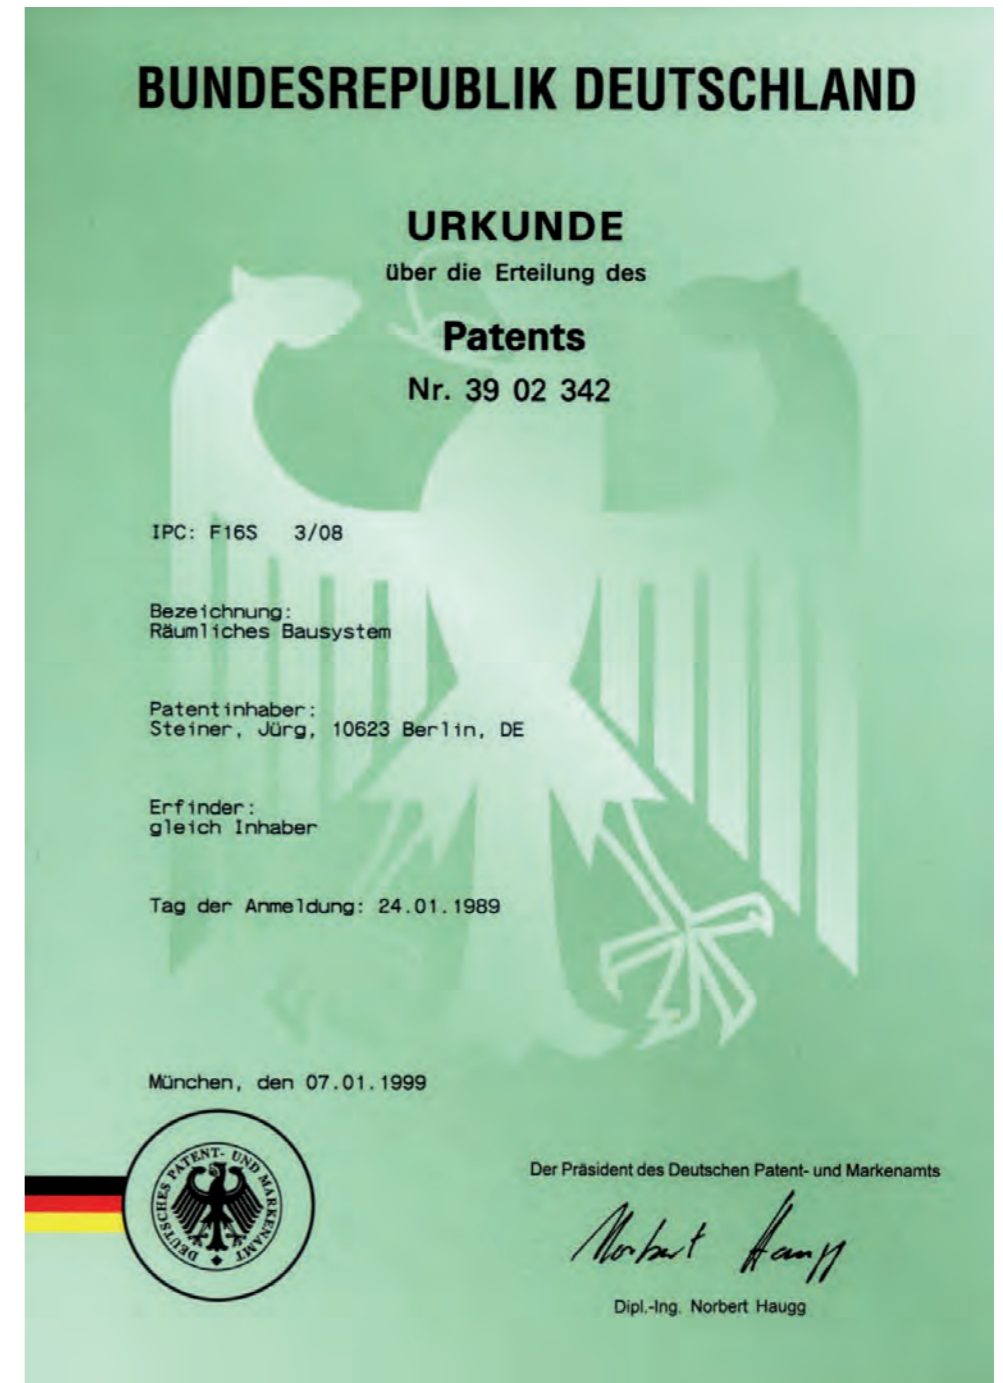 BUNDESREPUBLIK DEUTSCHLAND
URKUNDE
über die Erteilung des
Patents
Nr. 39 02 342
IPC: F16S 3/08
Bezeichnung:
Räumliches Bausystem
Patentinhaber:
Steiner, Jürg, 10623 Berlin, DE
Erfinder:
gleich Inhaber
Tag der Anmeldung: 24.01.1989
München, den 07.01.1999
DEUTSCHES PATENT- UND MARKENAMT
Der Präsident des Deutschen Patent- und Markenamts
Norbert Haugg
Dipl.-Ing. Norbert Haugg